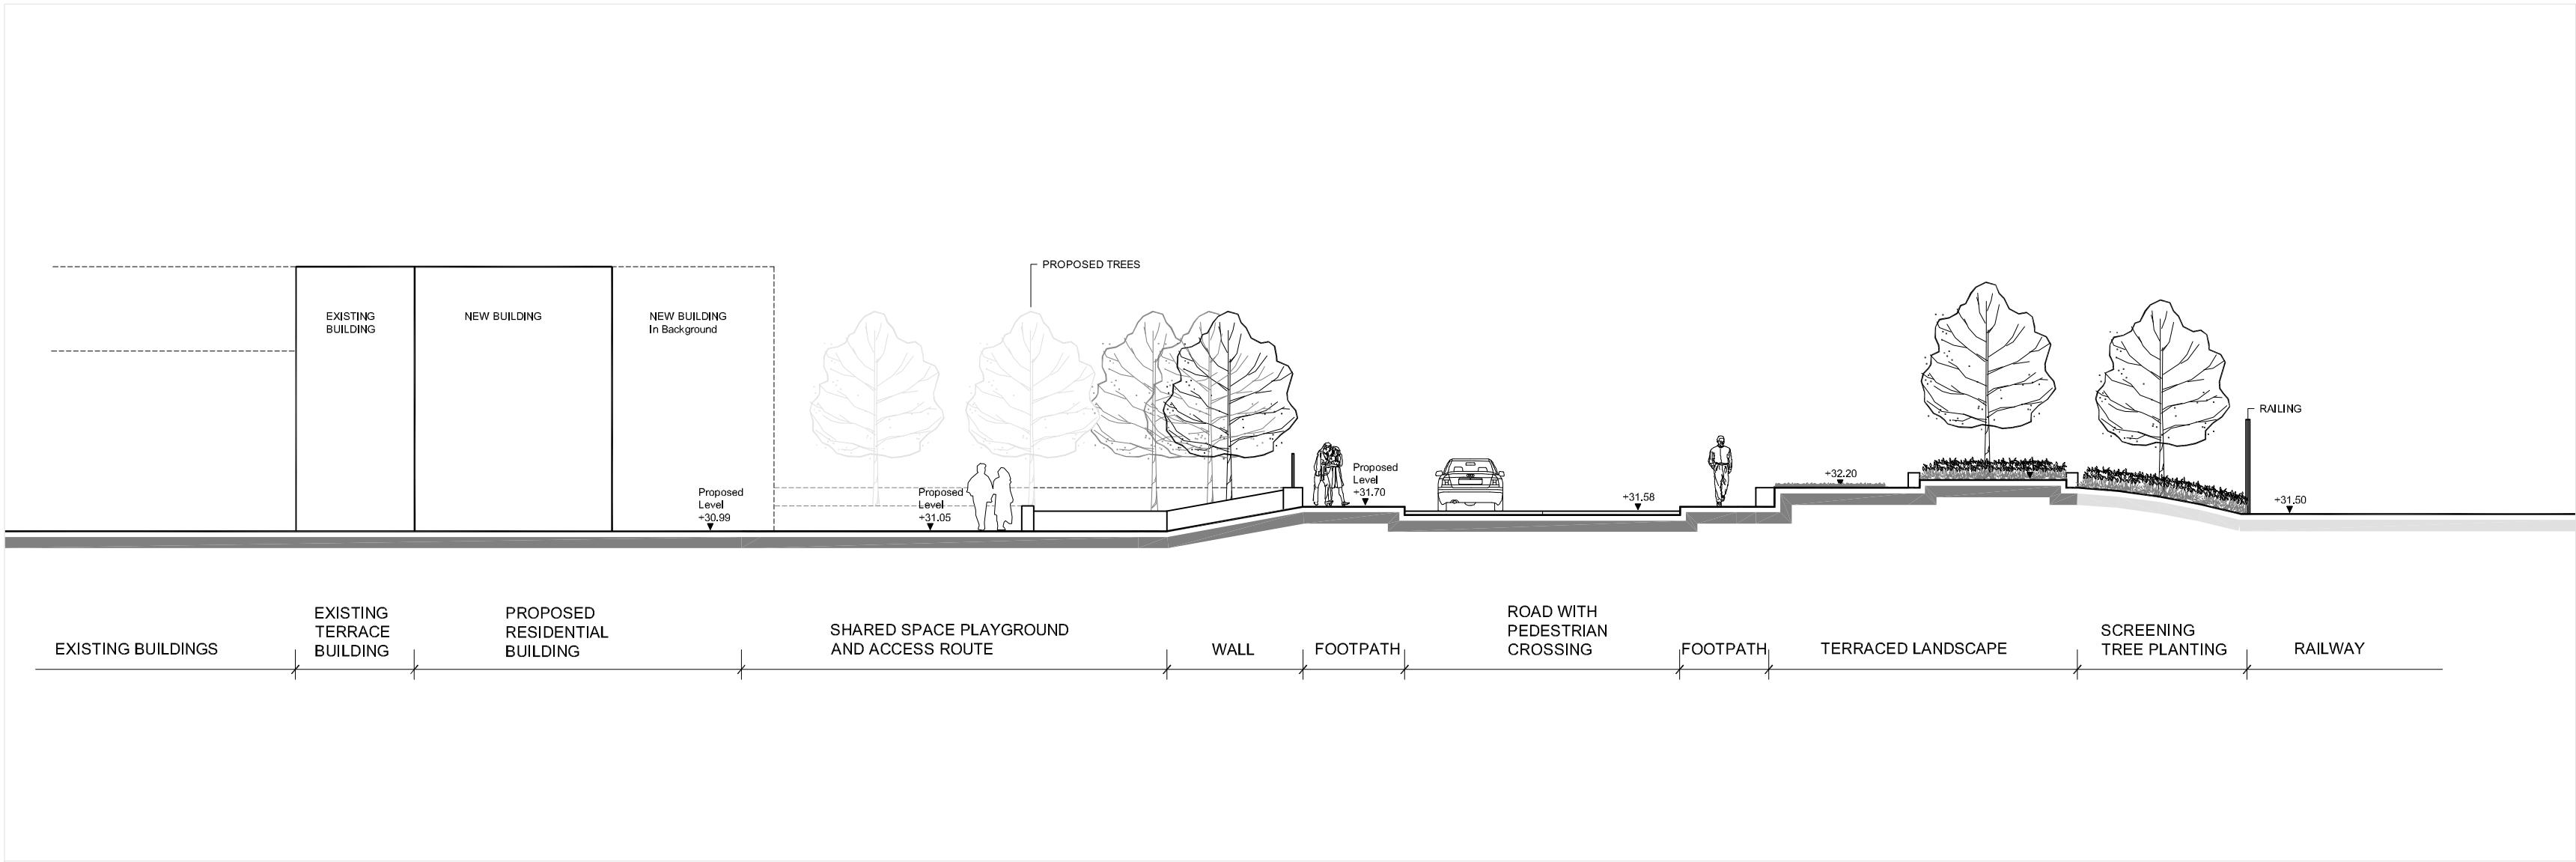 PROPOSED TREES
EXISTING
BUILDING
NEW BUILDING
NEW BUILDING
In Background
RAILING
Proposed
Level
+30.99
Proposed
Level
+31.05
Proposed
Level
+31.70
+31.58
+32.20
+31.50
EXISTING BUILDINGS
EXISTING
TERRACE
BUILDING
PROPOSED
RESIDENTIAL
BUILDING
SHARED SPACE PLAYGROUND
AND ACCESS ROUTE
WALL
FOOTPATH
ROAD WITH
PEDESTRIAN
CROSSING
FOOTPATH
TERRACED LANDSCAPE
SCREENING
TREE PLANTING
RAILWAY